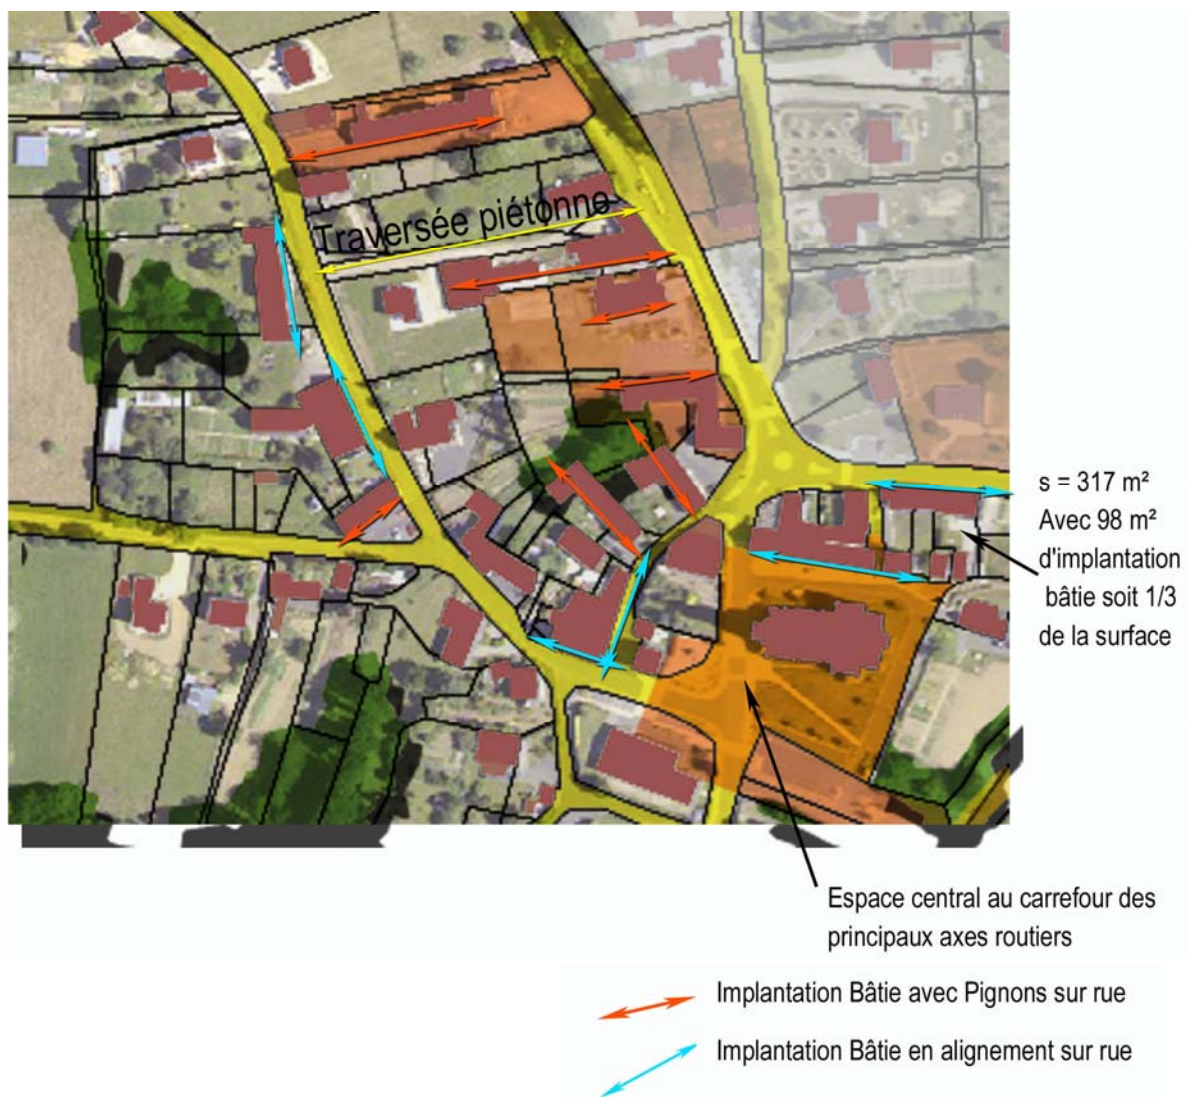 Traversée piétonne
s = 317 m²
Avec 98 m²
d'implantation
bâtie soit 1/3
de la surface
Espace central au carrefour des
principaux axes routiers
Implantation Bâtie avec Pignons sur rue
Implantation Bâtie en alignement sur rue